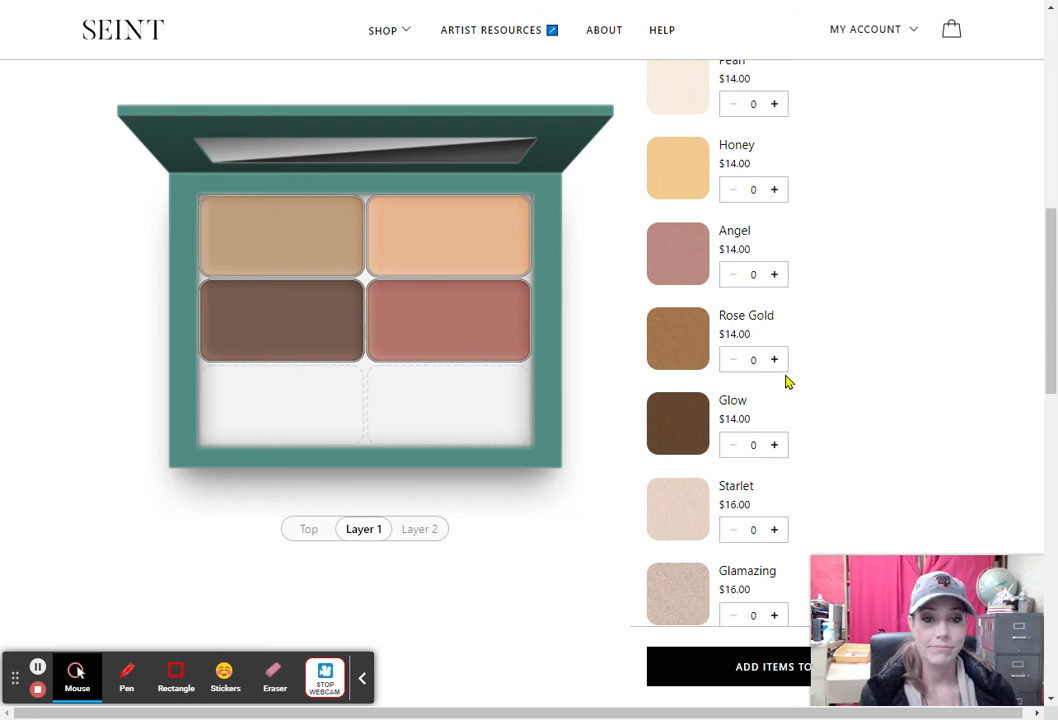 SEINT
SHOP
ARTIST RESOURCES
ABOUT
HELP
MY ACCOUNT
Pearl
$14.00
− 0 +
Honey
$14.00
− 0 +
Angel
$14.00
− 0 +
Rose Gold
$14.00
− 0 +
Glow
$14.00
− 0 +
Starlet
$16.00
− 0 +
Glamazing
$16.00
− 0 +
Top
Layer 1
Layer 2
ADD ITEMS TO
Mouse
Pen
Rectangle
Stickers
Eraser
STOP
WEBCAM